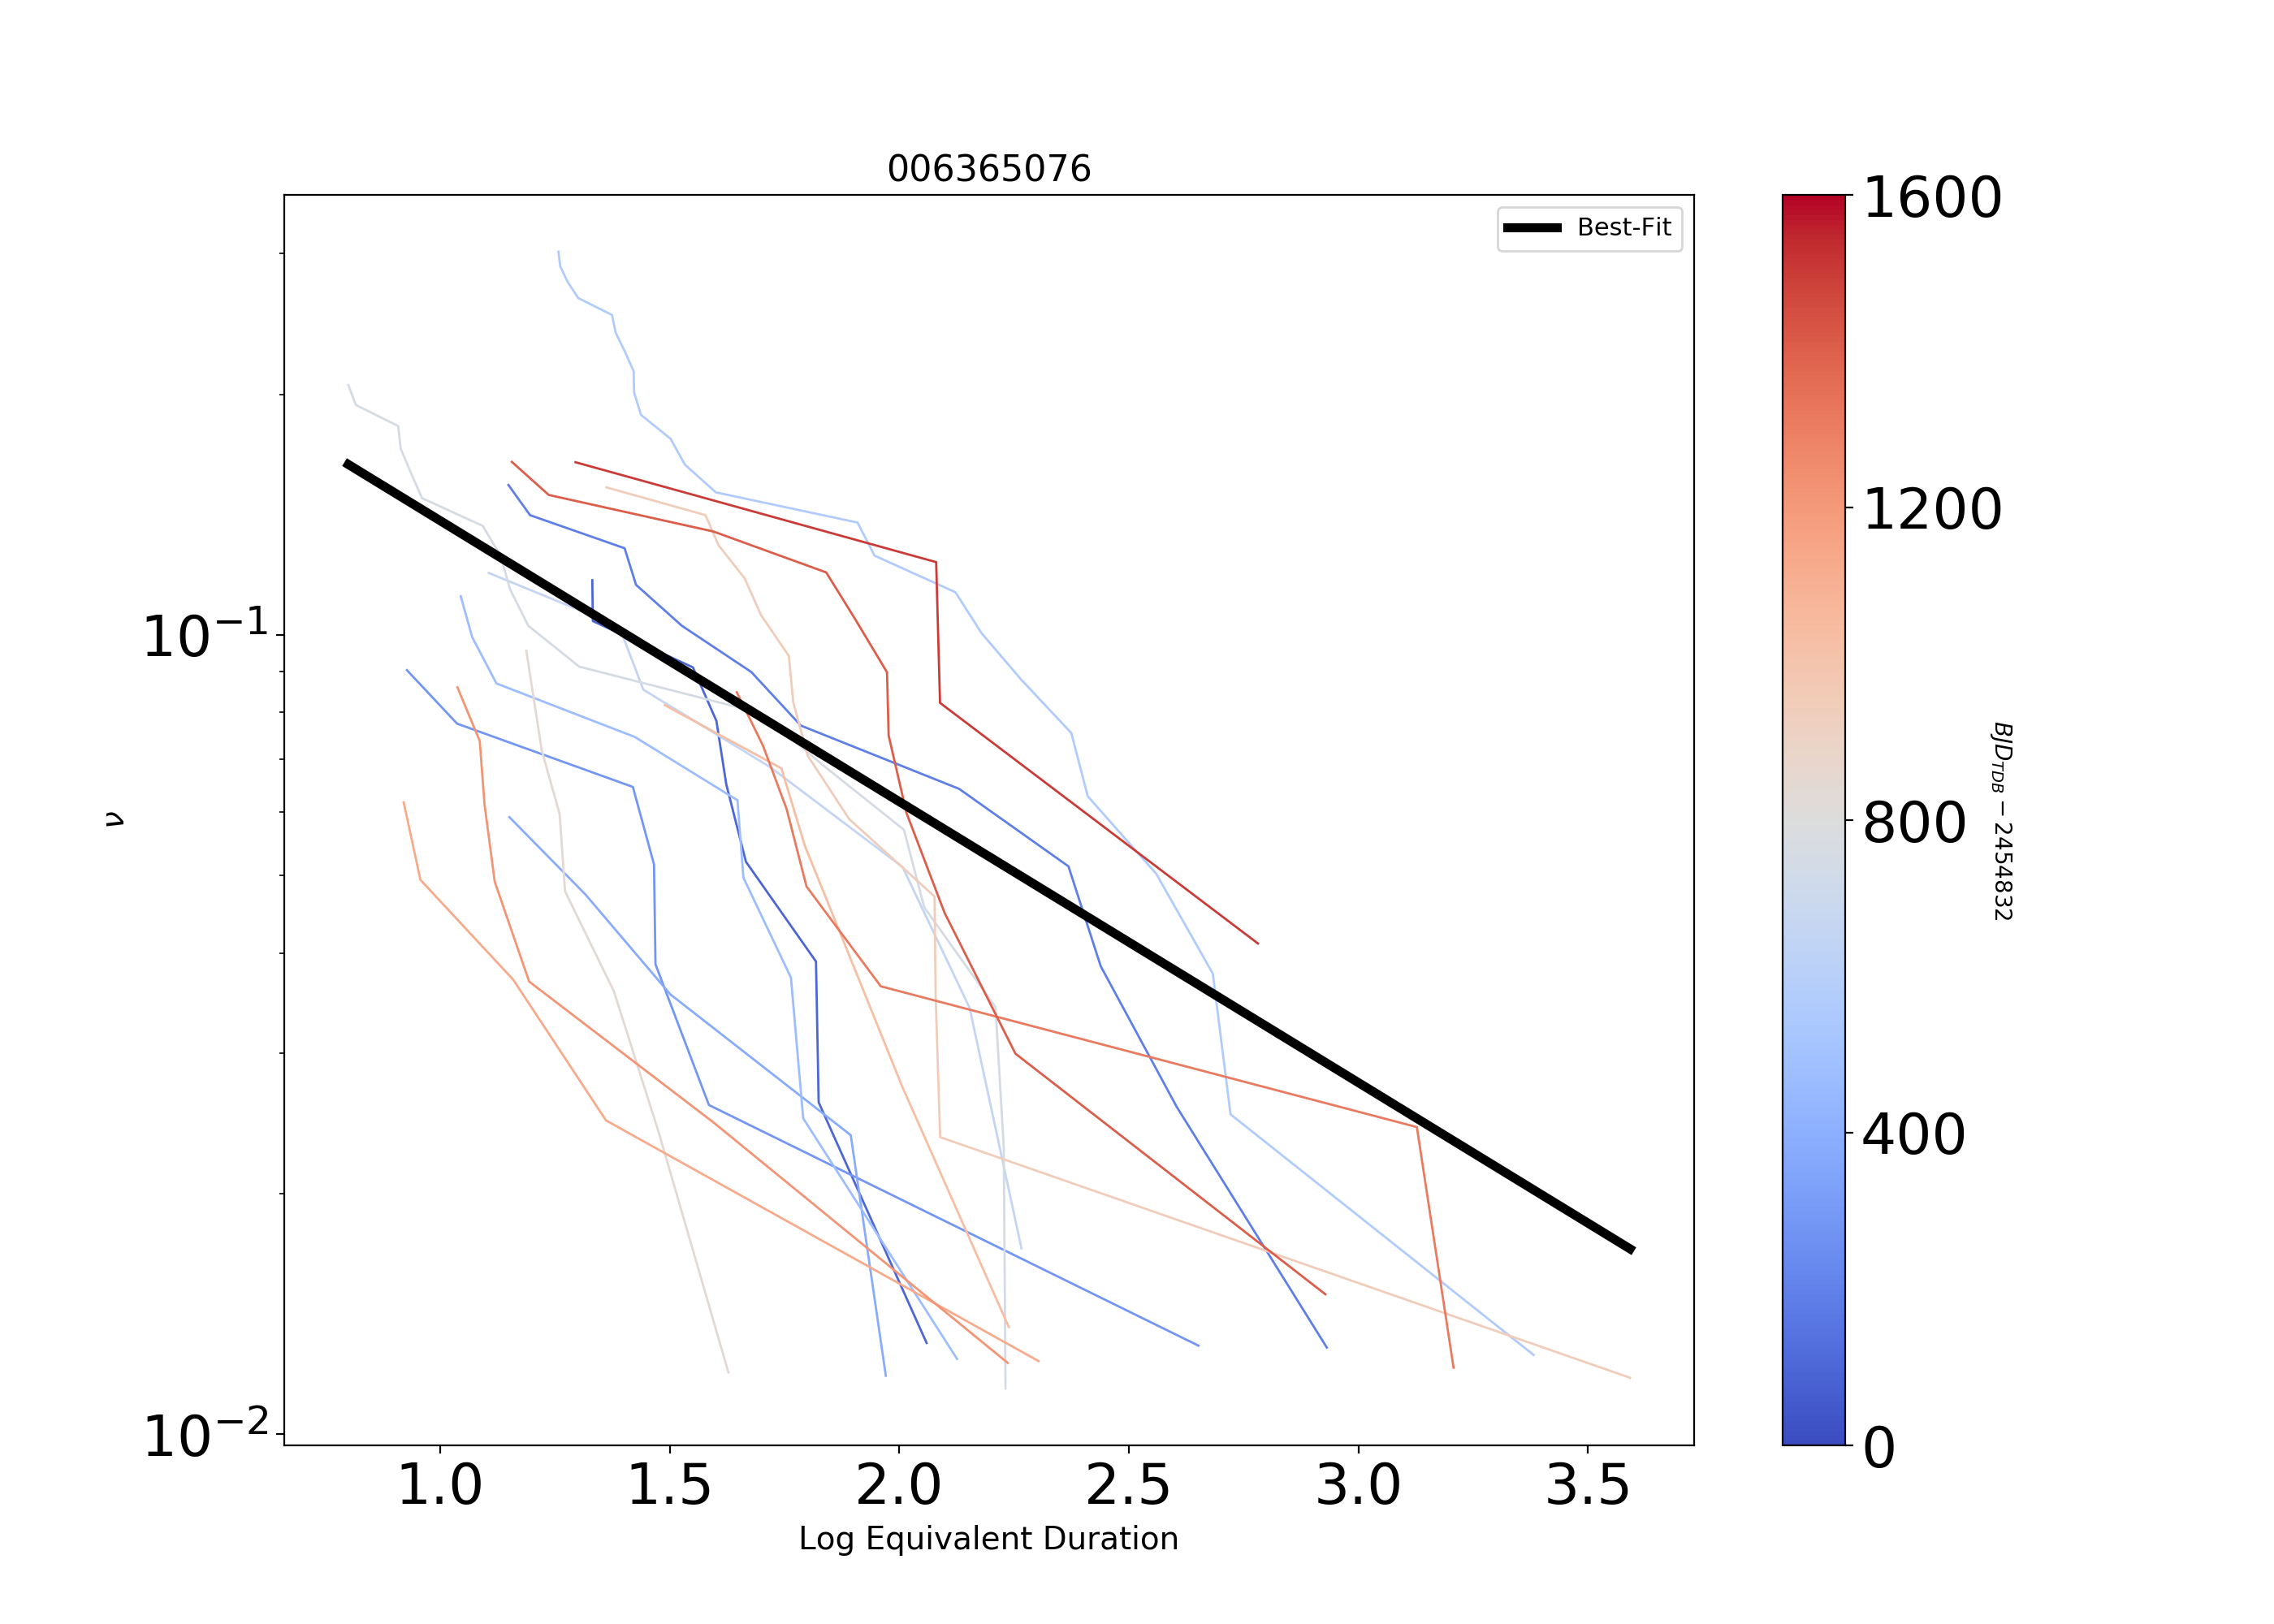 006365076
Best-Fit
10⁻¹
10⁻²
ν
1.0 1.5 2.0 2.5 3.0 3.5
Log Equivalent Duration
1600
1200
800
400
0
BJD_TDB − 2454832